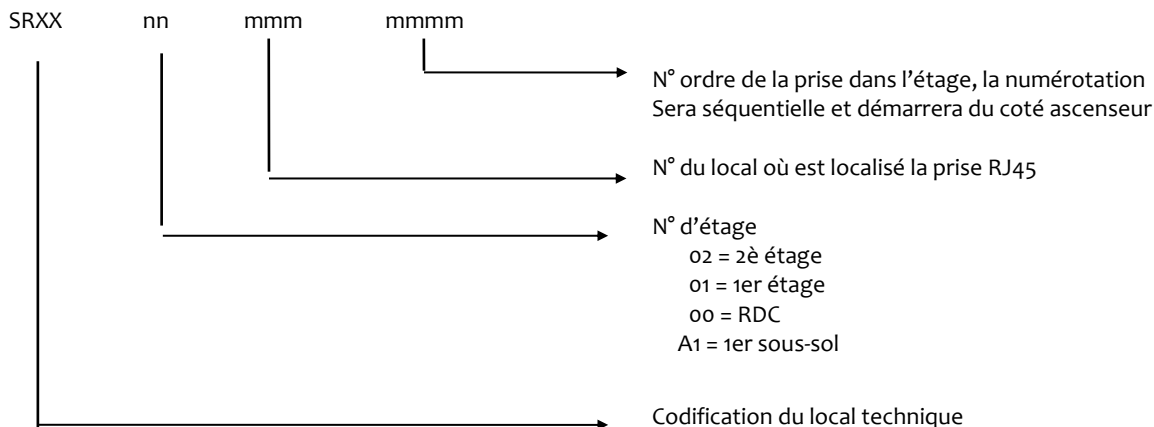 SRXX nn mmm mmmm
N° ordre de la prise dans l’étage, la numérotation
Sera séquentielle et démarrera du coté ascenseur
N° du local où est localisé la prise RJ45
N° d’étage
02 = 2è étage
01 = 1er étage
00 = RDC
A1 = 1er sous-sol
Codification du local technique